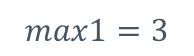 max1 = 3